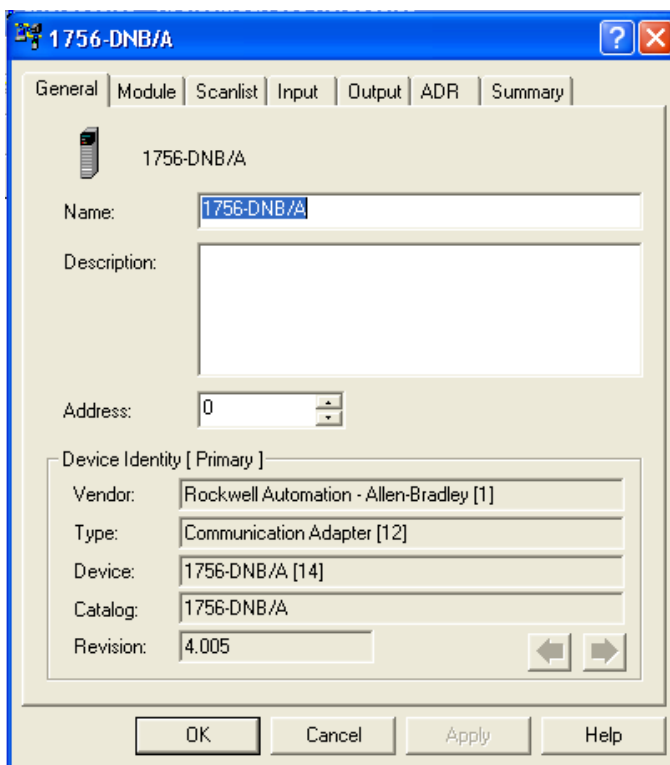 1756-DNB/A
General Module Scanlist Input Output ADR Summary
1756-DNB/A
Name: 1756-DNB/A
Description:
Address: 0
Device Identity [ Primary ]
Vendor: Rockwell Automation - Allen-Bradley [1]
Type: Communication Adapter [12]
Device: 1756-DNB/A [14]
Catalog: 1756-DNB/A
Revision: 4.005
OK Cancel Apply Help